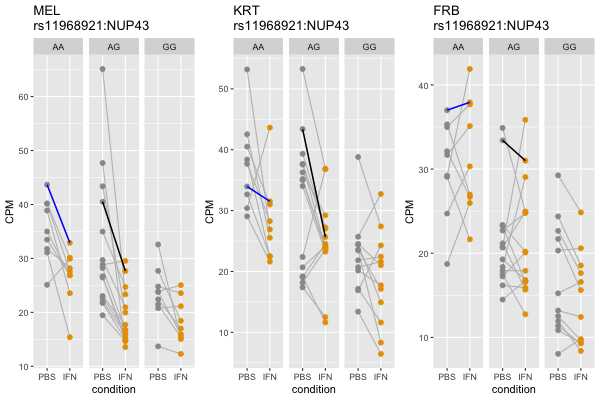 MEL
rs11968921:NUP43
AA AG GG
60
50
40
30
20
10
CPM
PBS IFN PBS IFN PBS IFN
condition
KRT
rs11968921:NUP43
AA AG GG
50
40
30
20
10
CPM
PBS IFN PBS IFN PBS IFN
condition
FRB
rs11968921:NUP43
AA AG GG
40
30
20
10
CPM
PBS IFN PBS IFN PBS IFN
condition